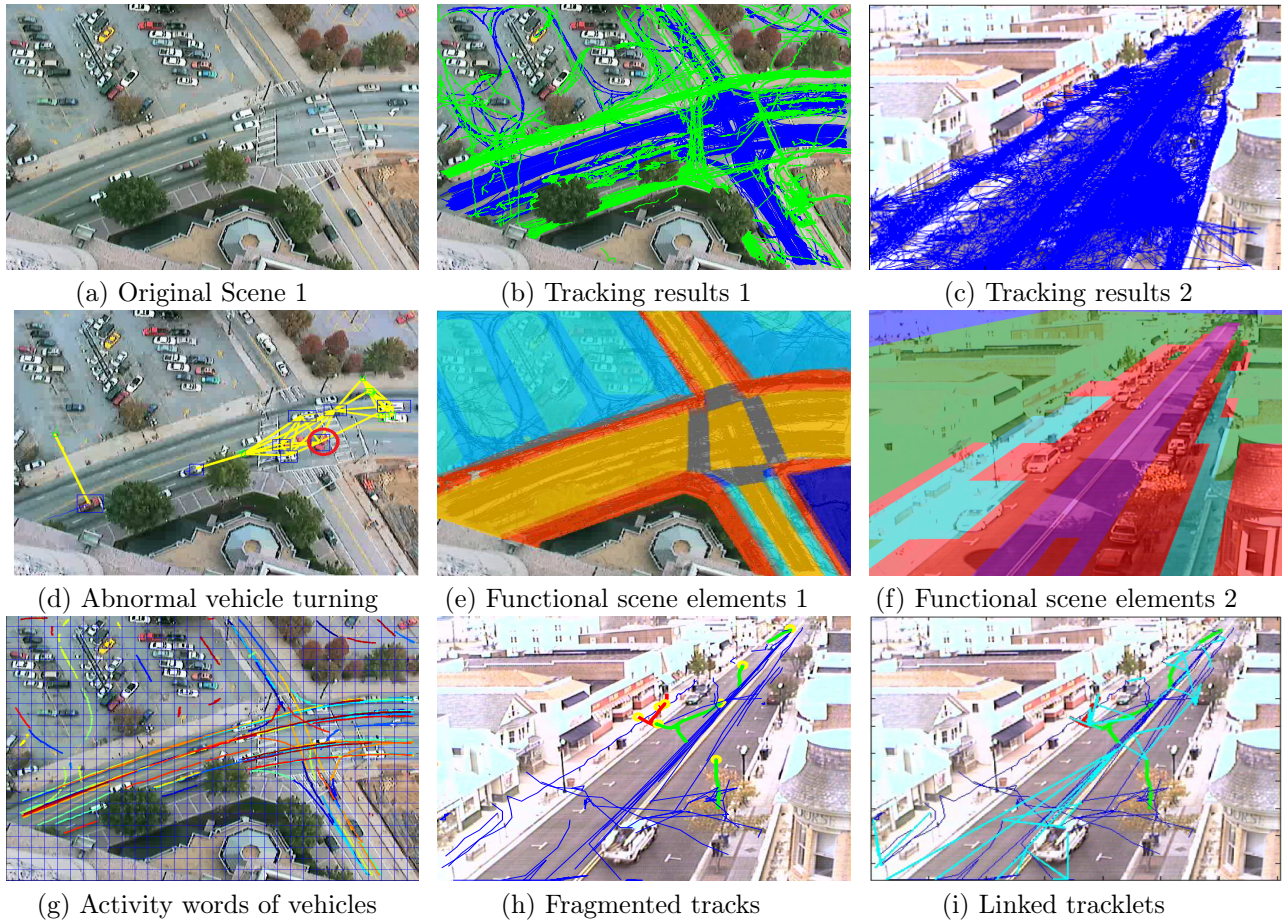 (a) Original Scene 1
(b) Tracking results 1
(c) Tracking results 2
(d) Abnormal vehicle turning
(e) Functional scene elements 1
(f) Functional scene elements 2
(g) Activity words of vehicles
(h) Fragmented tracks
(i) Linked tracklets